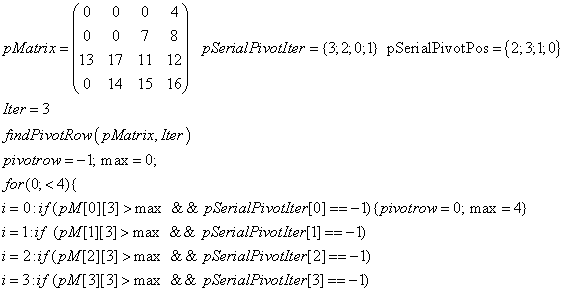 pMatrix = ( 0 0 0 4
0 0 7 8
13 17 11 12
0 14 15 16 ) pSerialPivotIter = {3;2;0;1} pSerialPivotPos = {2;3;1;0}
Iter = 3
findPivotRow(pMatrix, Iter)
pivotrow = −1; max = 0;
for(0; < 4){
i = 0: if (pM[0][3] > max && pSerialPivotIter[0] == −1){pivotrow = 0; max = 4}
i = 1: if (pM[1][3] > max && pSerialPivotIter[1] == −1)
i = 2: if (pM[2][3] > max && pSerialPivotIter[2] == −1)
i = 3: if (pM[3][3] > max && pSerialPivotIter[3] == −1)